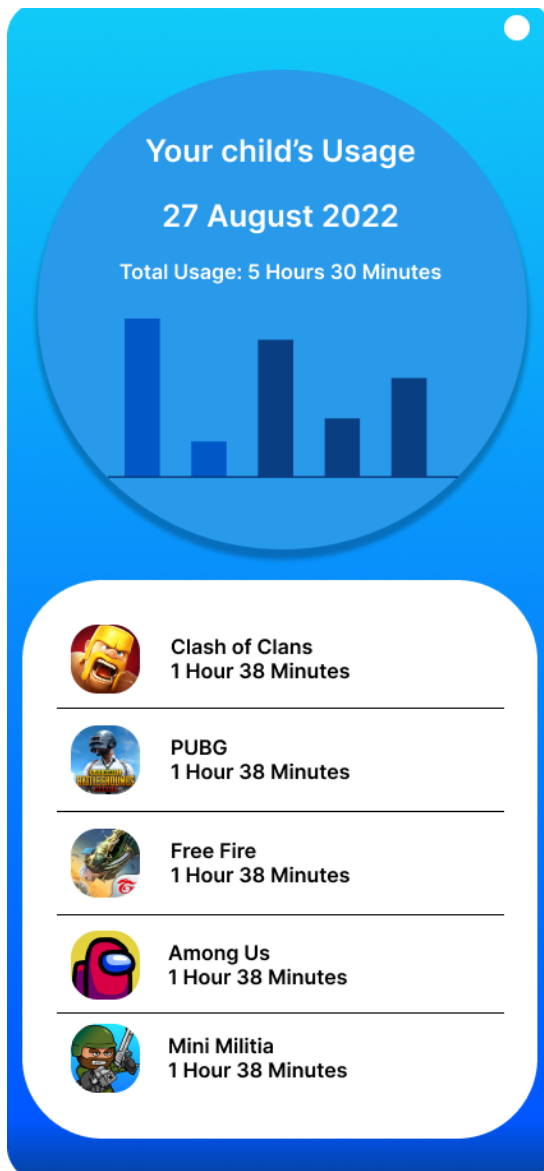 Your child’s Usage
27 August 2022
Total Usage: 5 Hours 30 Minutes
Clash of Clans
1 Hour 38 Minutes
PUBG
1 Hour 38 Minutes
Free Fire
1 Hour 38 Minutes
Among Us
1 Hour 38 Minutes
Mini Militia
1 Hour 38 Minutes